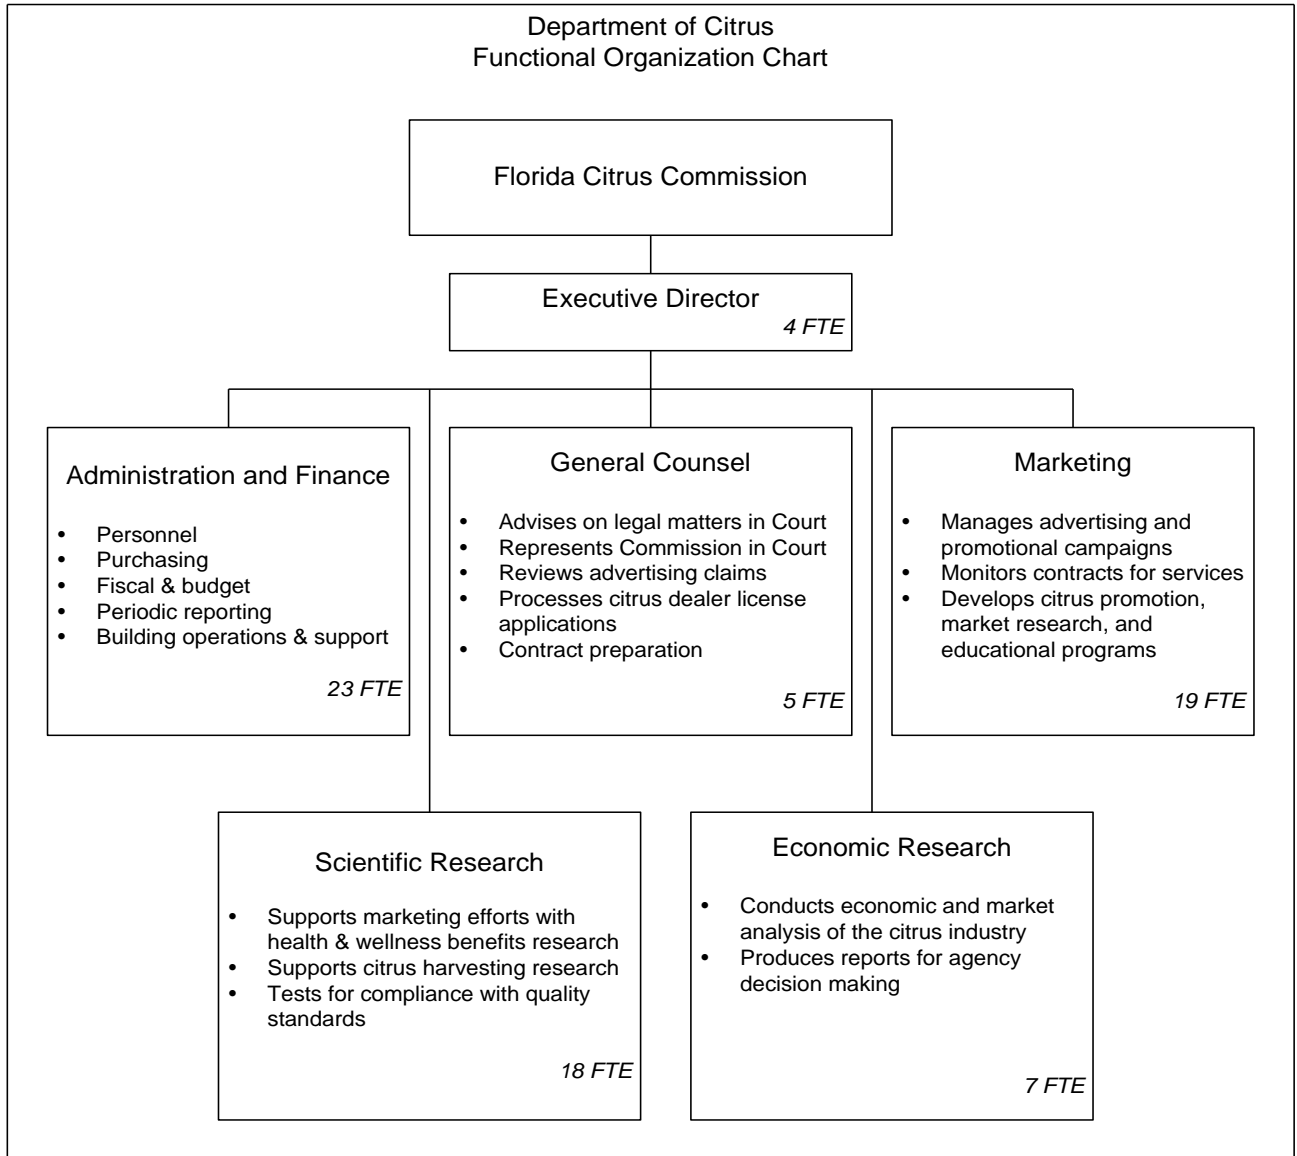 Department of Citrus
Functional Organization Chart
Florida Citrus Commission
Executive Director
4 FTE
Administration and Finance
• Personnel
• Purchasing
• Fiscal & budget
• Periodic reporting
• Building operations & support
23 FTE
General Counsel
• Advises on legal matters in Court
• Represents Commission in Court
• Reviews advertising claims
• Processes citrus dealer license
applications
• Contract preparation
5 FTE
Marketing
• Manages advertising and
promotional campaigns
• Monitors contracts for services
• Develops citrus promotion,
market research, and
educational programs
19 FTE
Scientific Research
• Supports marketing efforts with
health & wellness benefits research
• Supports citrus harvesting research
• Tests for compliance with quality
standards
18 FTE
Economic Research
• Conducts economic and market
analysis of the citrus industry
• Produces reports for agency
decision making
7 FTE